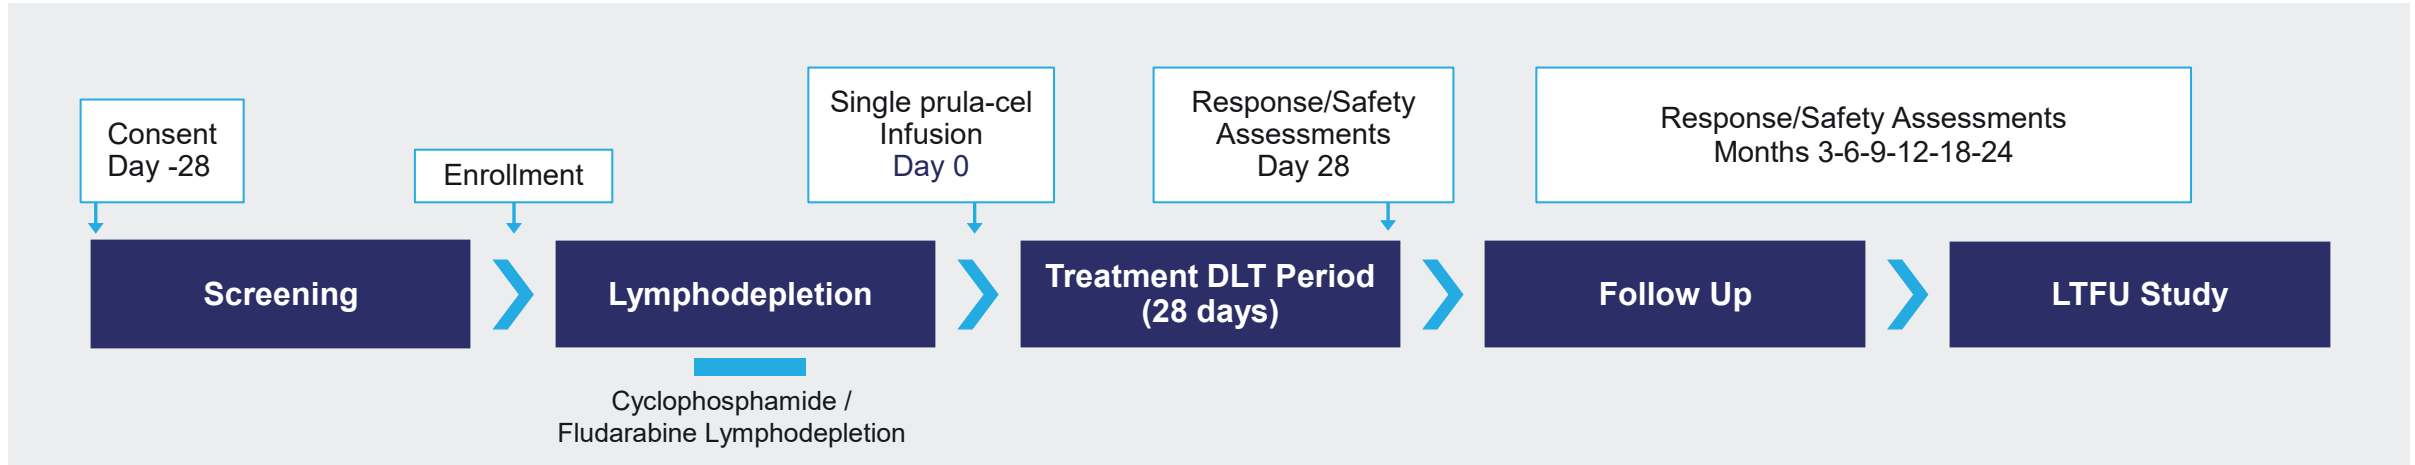 Consent
Day -28
Enrollment
Single prula-cel
Infusion
Day 0
Response/Safety
Assessments
Day 28
Response/Safety Assessments
Months 3-6-9-12-18-24
Screening
Lymphodepletion
Treatment DLT Period
(28 days)
Follow Up
LTFU Study
Cyclophosphamide /
Fludarabine Lymphodepletion